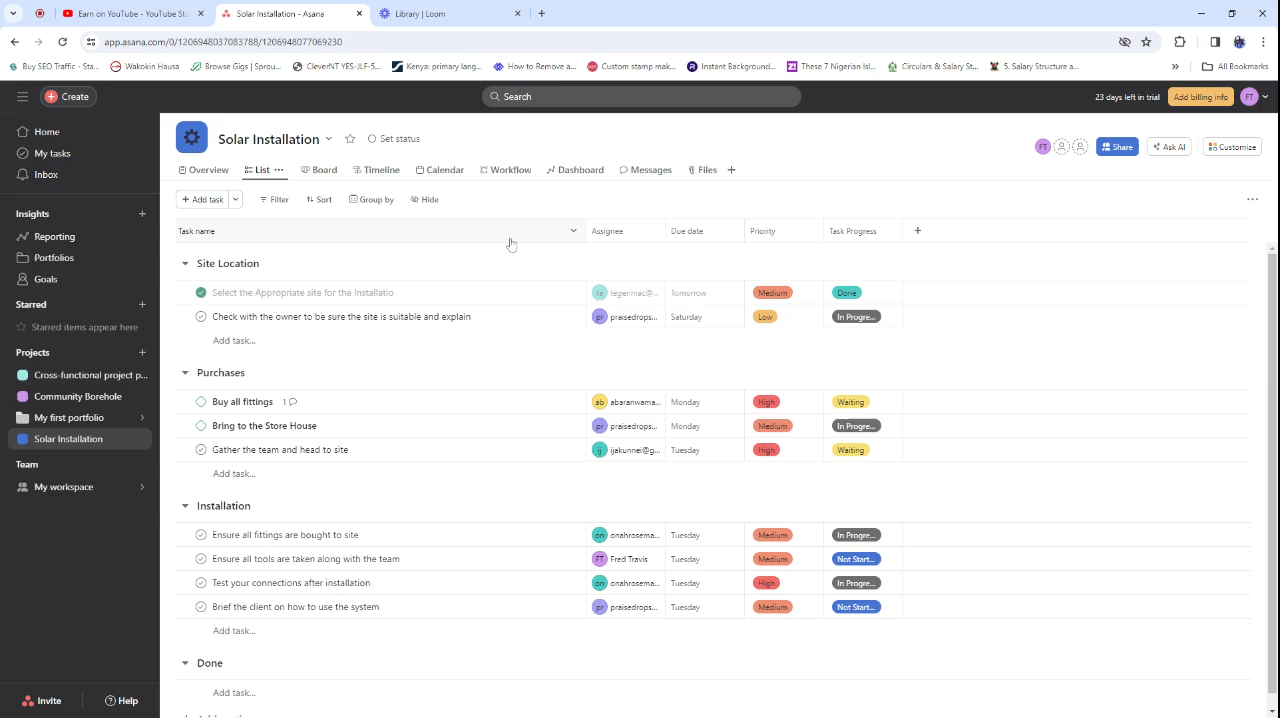 Earn on YouTube - YouTube Stu
Solar Installation - Asana
Library | Loom
app.asana.com/0/1206948037083788/1206948077069230
Buy SEO Traffic - Sta...
Wakokin Hausa
Browse Gigs | Sprou...
CleverNT YES-JLF-5...
Kenya: primary lang...
How to Remove a...
Custom stamp mak...
Instant Background...
These 7 Nigerian Isl...
Circulars & Salary St...
5. Salary Structure a...
All Bookmarks
Create
Search
23 days left in trial
Add billing info
FT
Home
My tasks
Inbox
Insights
Reporting
Portfolios
Goals
Starred
Starred items appear here
Projects
Cross-functional project p...
Community Borehole
My first portfolio
Solar Installation
Team
My workspace
Invite
Help
Solar Installation
Set status
FT
Share
Ask AI
Customize
Overview
List
Board
Timeline
Calendar
Workflow
Dashboard
Messages
Files
Add task
Filter
Sort
Group by
Hide
Task name Assignee Due date Priority Task Progress
Site Location
Select the Appropriate site for the Installatio te tegenmac@... Tomorrow Medium Done
Check with the owner to be sure the site is suitable and explain pr praisedrops... Saturday Low In Progre...
Add task...
Purchases
Buy all fittings 1 ab abaranwama... Monday High Waiting
Bring to the Store House pr praisedrops... Monday Medium In Progre...
Gather the team and head to site ij ijakunnei@g... Tuesday High Waiting
Add task...
Installation
Ensure all fittings are bought to site on onahrosema... Tuesday Medium In Progre...
Ensure all tools are taken along with the team FT Fred Travis Tuesday Medium Not Start...
Test your connections after installation on onahrosema... Tuesday High In Progre...
Brief the client on how to use the system pr praisedrops... Tuesday Medium Not Start...
Add task...
Done
Add task...